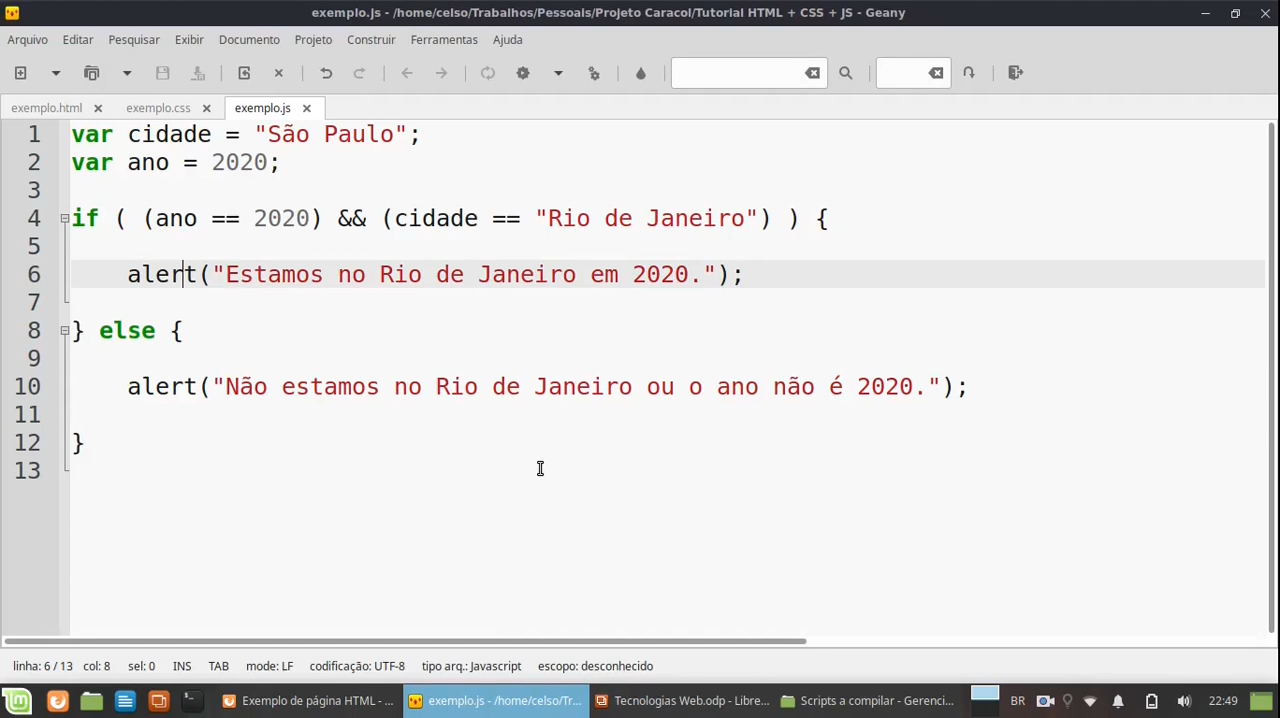 exemplo.js - /home/celso/Trabalhos/Pessoais/Projeto Caracol/Tutorial HTML + CSS + JS - Geany
Arquivo Editar Pesquisar Exibir Documento Projeto Construir Ferramentas Ajuda
exemplo.html exemplo.css exemplo.js
1 var cidade = "São Paulo";
2 var ano = 2020;
3
4 if ( (ano == 2020) && (cidade == "Rio de Janeiro") ) {
5
6 alert("Estamos no Rio de Janeiro em 2020.");
7
8 } else {
9
10 alert("Não estamos no Rio de Janeiro ou o ano não é 2020.");
11
12 }
13
linha: 6 / 13 col: 8 sel: 0 INS TAB mode: LF codificação: UTF-8 tipo arq.: Javascript escopo: desconhecido
Exemplo de página HTML - ... exemplo.js - /home/celso/Tr... Tecnologias Web.odp - Libre... Scripts a compilar - Gerenci... BR 22:49